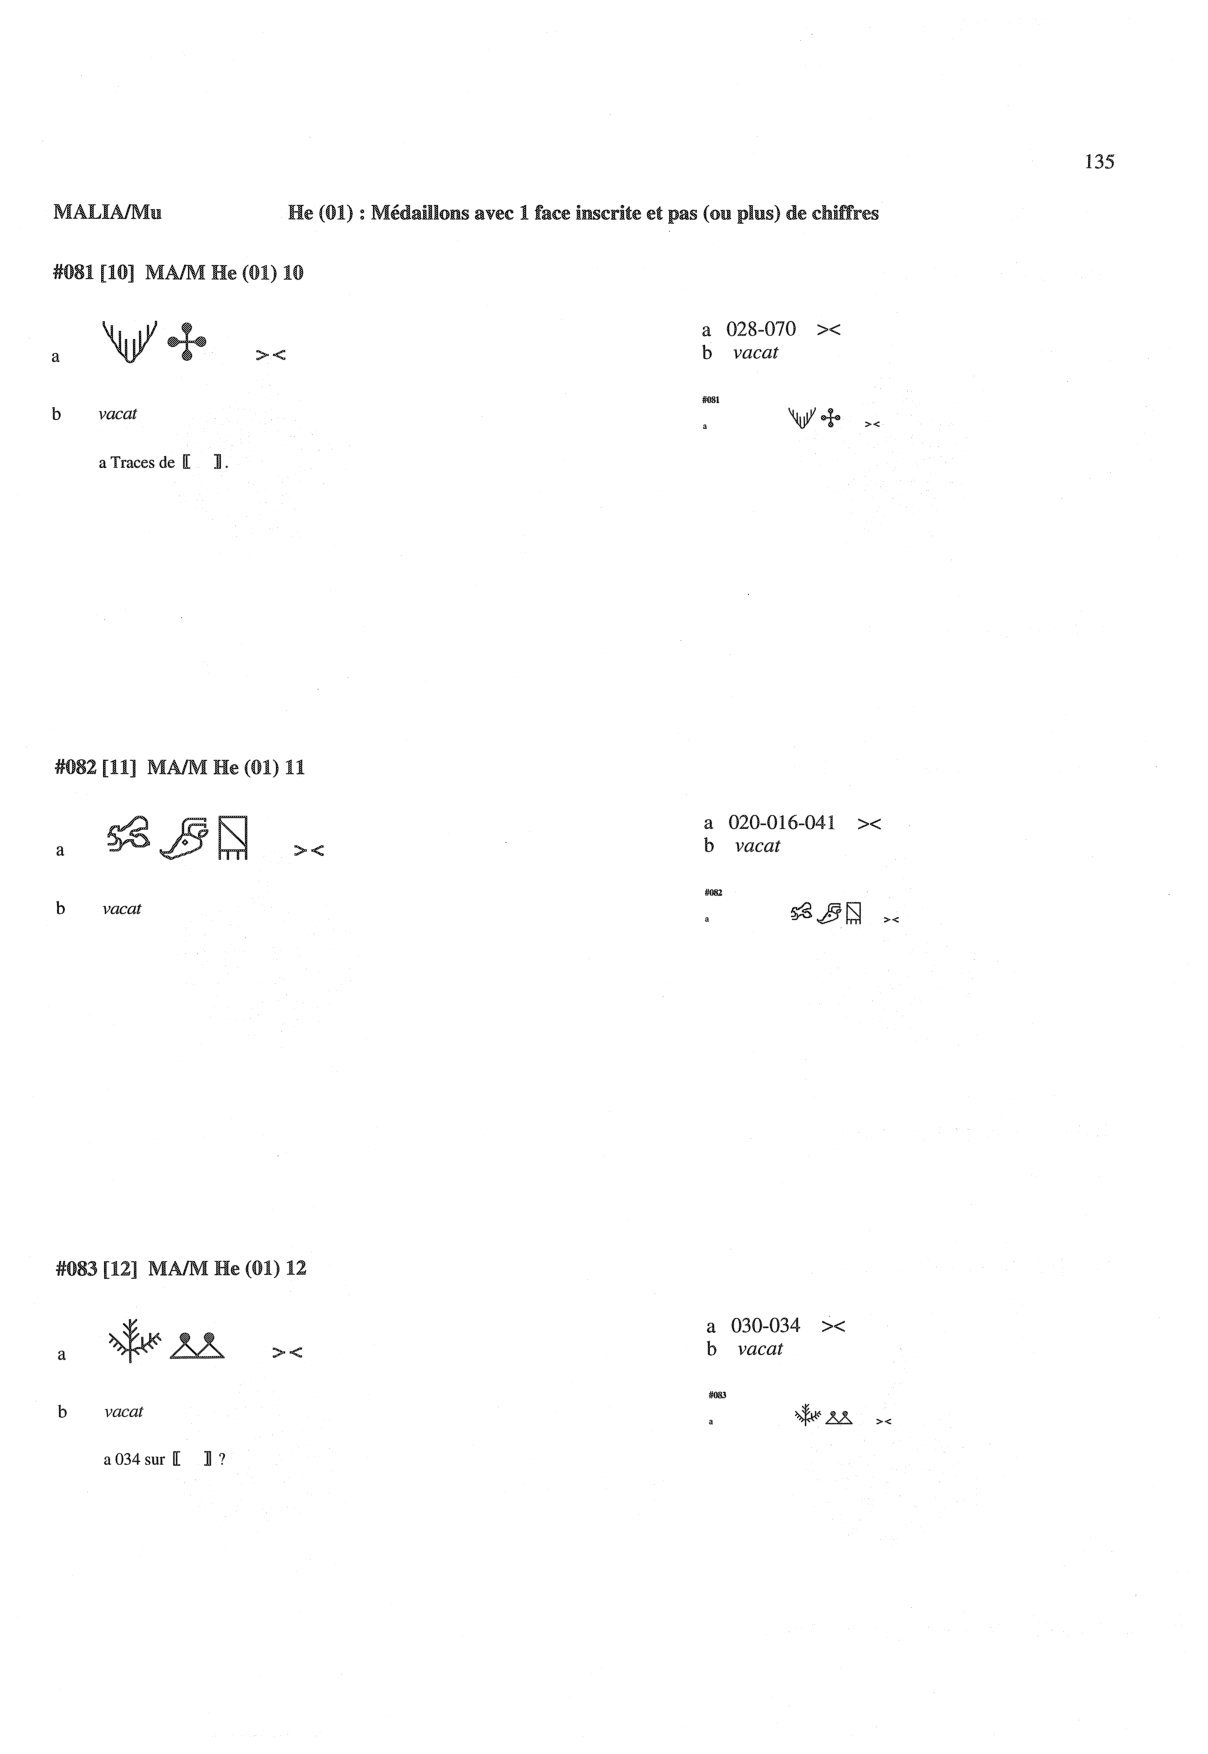 135
MALIA/Mu He (01) : Médaillons avec 1 face inscrite et pas (ou plus) de chiffres
#081 [10] MA/M He (01) 10
a ><
b vacat
a Traces de ⟦ ⟧.
a 028-070 ><
b vacat
#081
a ><
#082 [11] MA/M He (01) 11
a ><
b vacat
a 020-016-041 ><
b vacat
#082
a ><
#083 [12] MA/M He (01) 12
a ><
b vacat
a 034 sur ⟦ ⟧ ?
a 030-034 ><
b vacat
#083
a ><